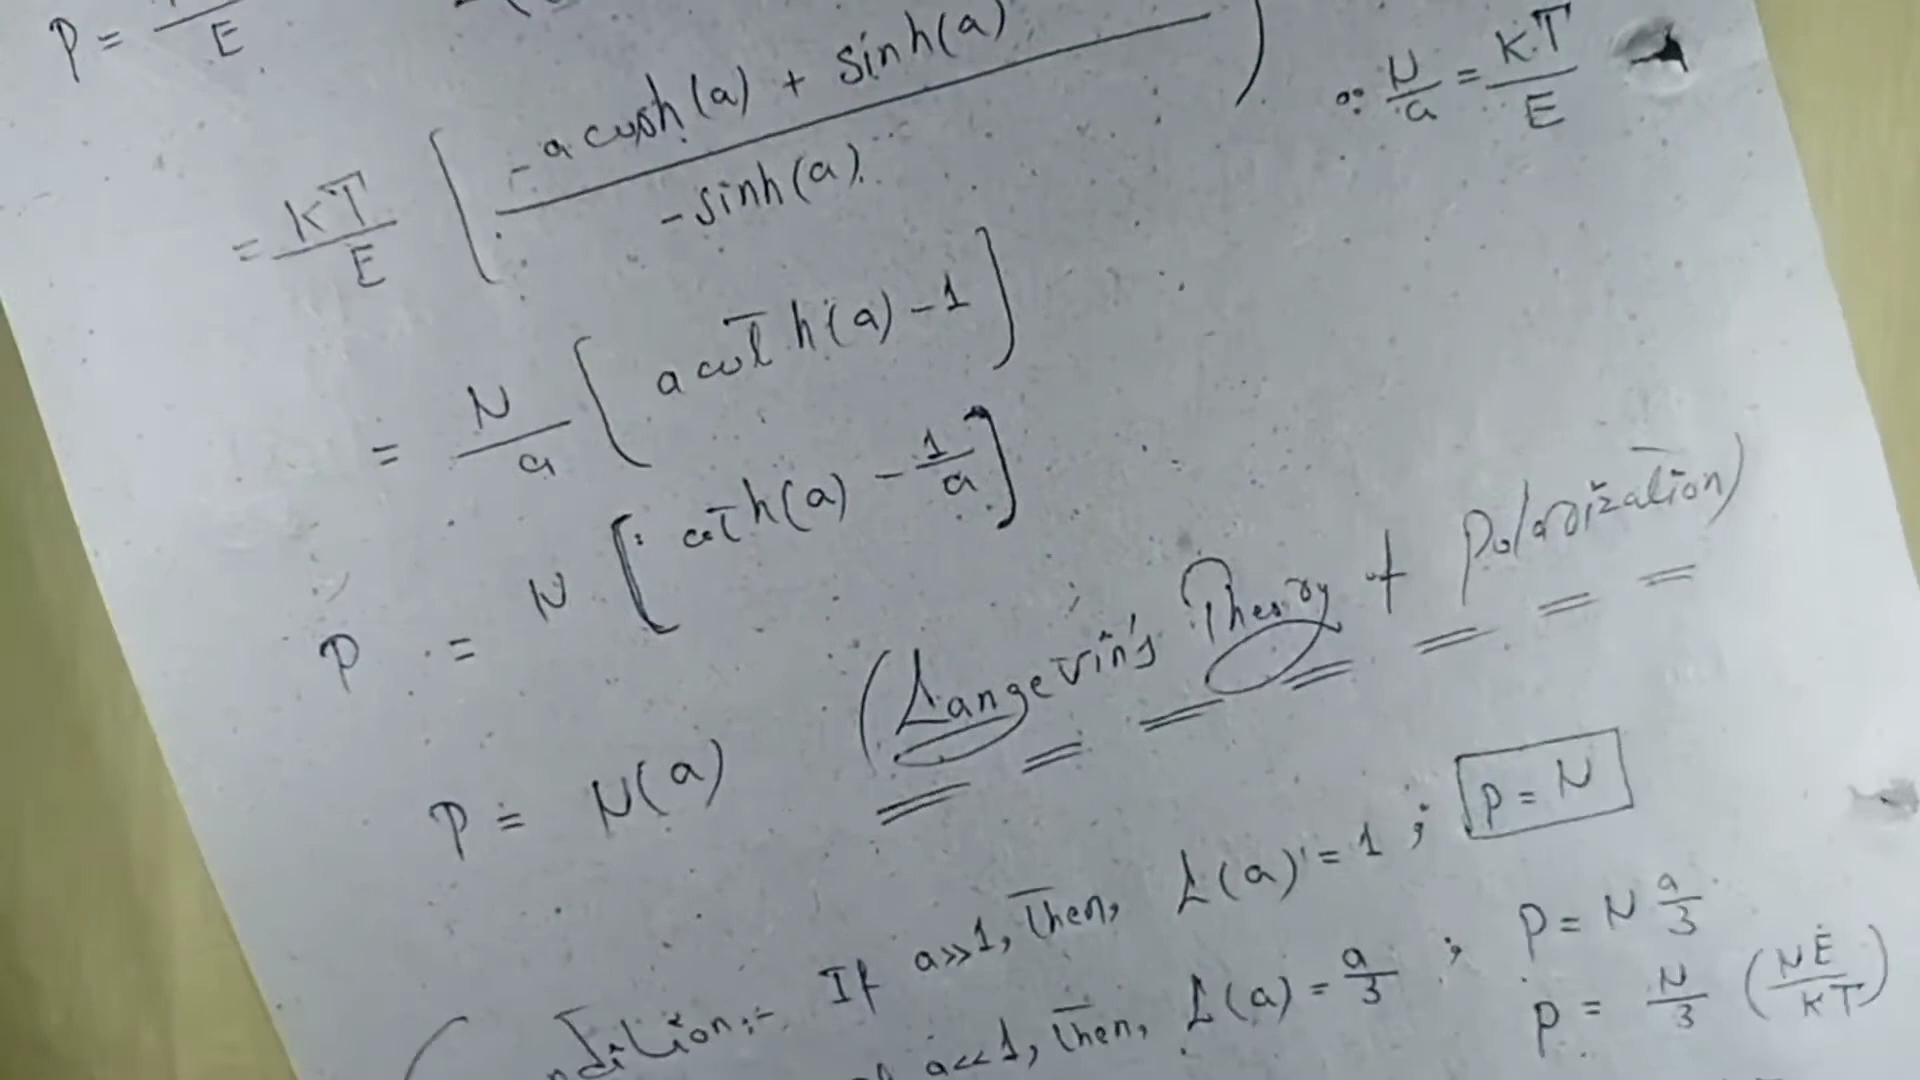 P = / E
= KT/E [ (-a cosh(a) + sinh(a)) / -sinh(a) ) ∵ N/a = KT/E
= N/a [ a coth(a) - 1 ]
P = N [ coth(a) - 1/a ]
(Langevin's Theory of Polarization)
P = N(a)
ndition:- If a>>1, Then, L(a) = 1 ; P = N
a<<1, Then, L(a) = a/3 ; P = N a/3
P = N/3 (NE/KT)